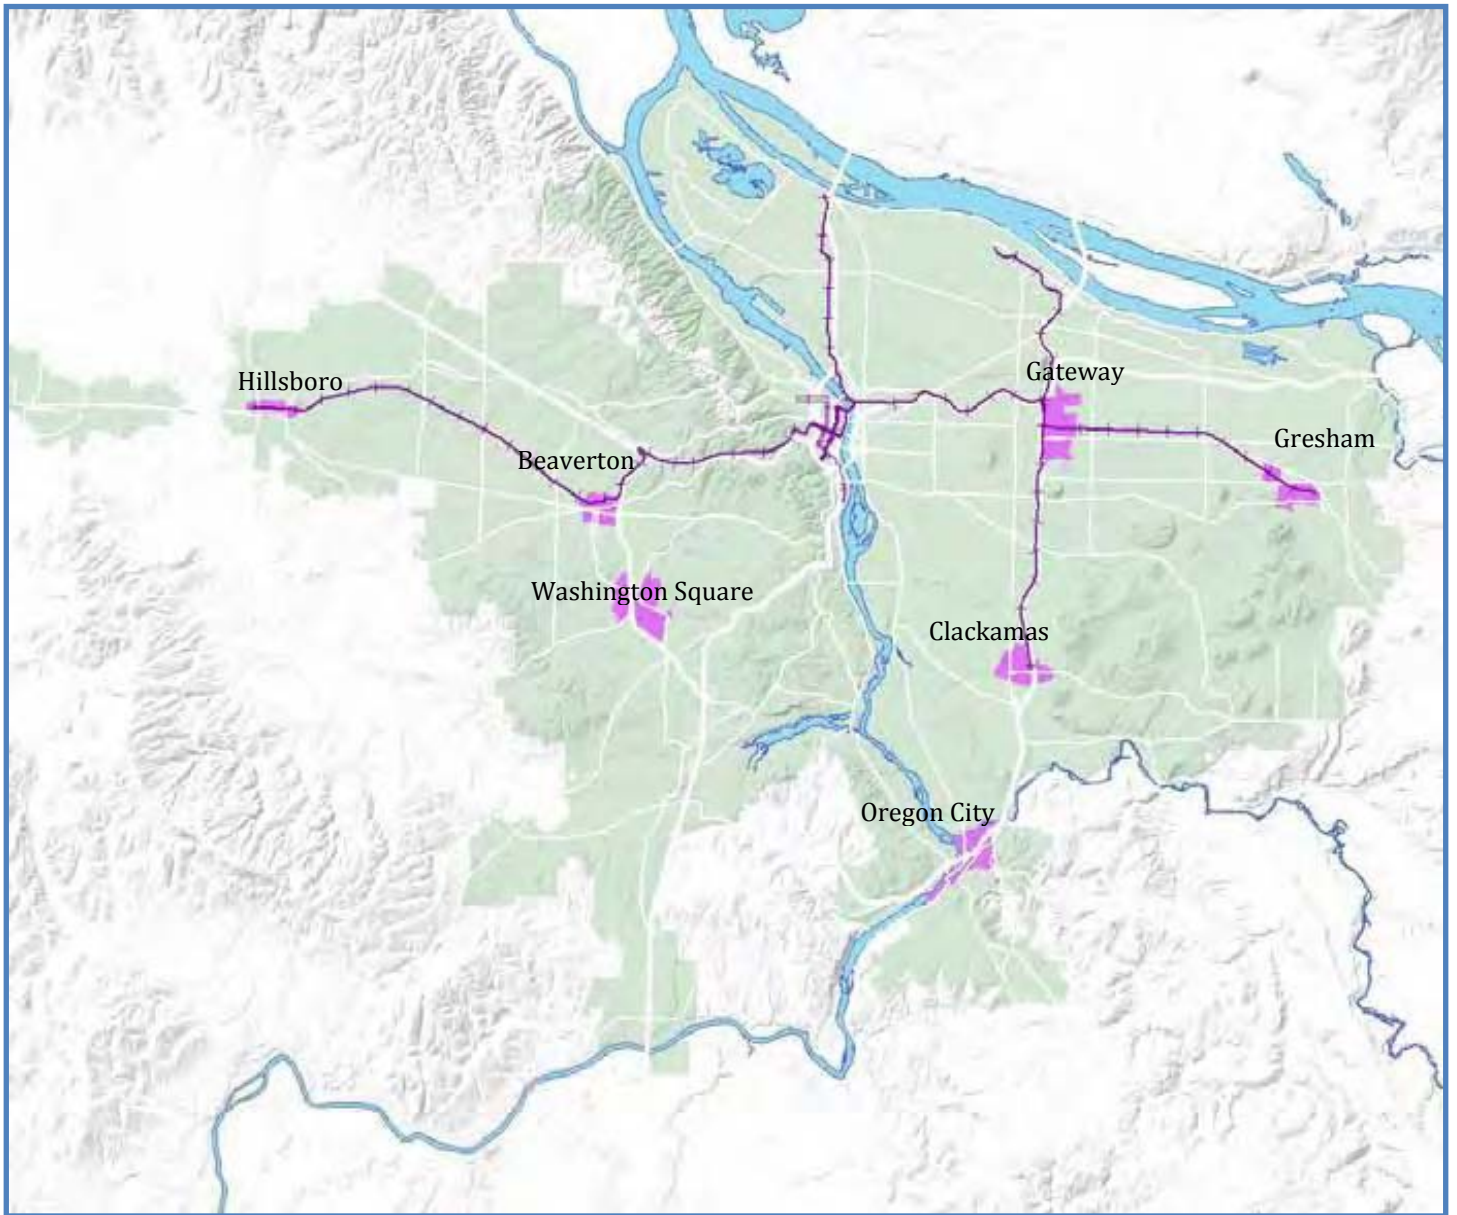 Gateway
Hillsboro
Gresham
Beaverton
Washington Square
Clackamas
Oregon City